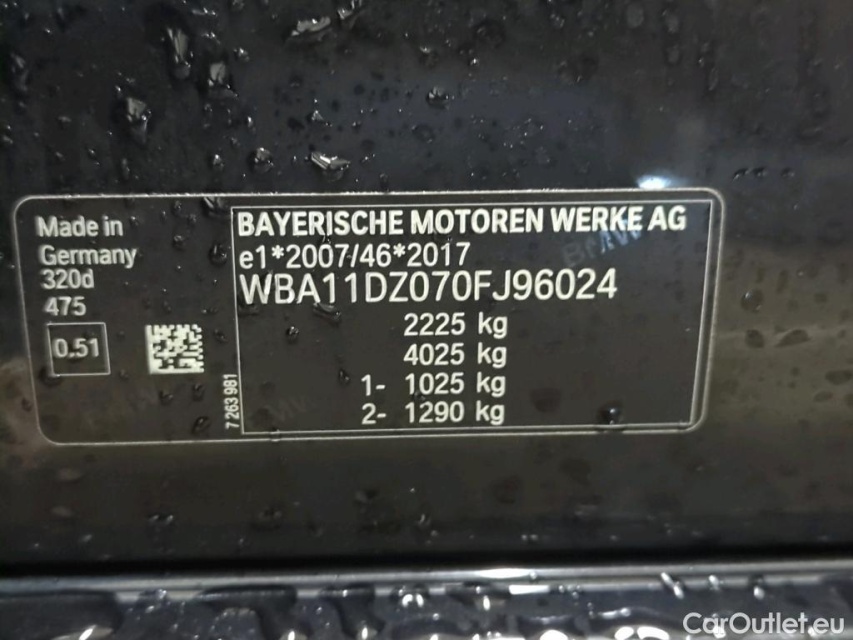 Made in
Germany
320d
475
0.51
7 263 981
BAYERISCHE MOTOREN WERKE AG
e1*2007/46*2017
WBA11DZ070FJ96024
2225 kg
4025 kg
1- 1025 kg
2- 1290 kg
CarOutlet.eu